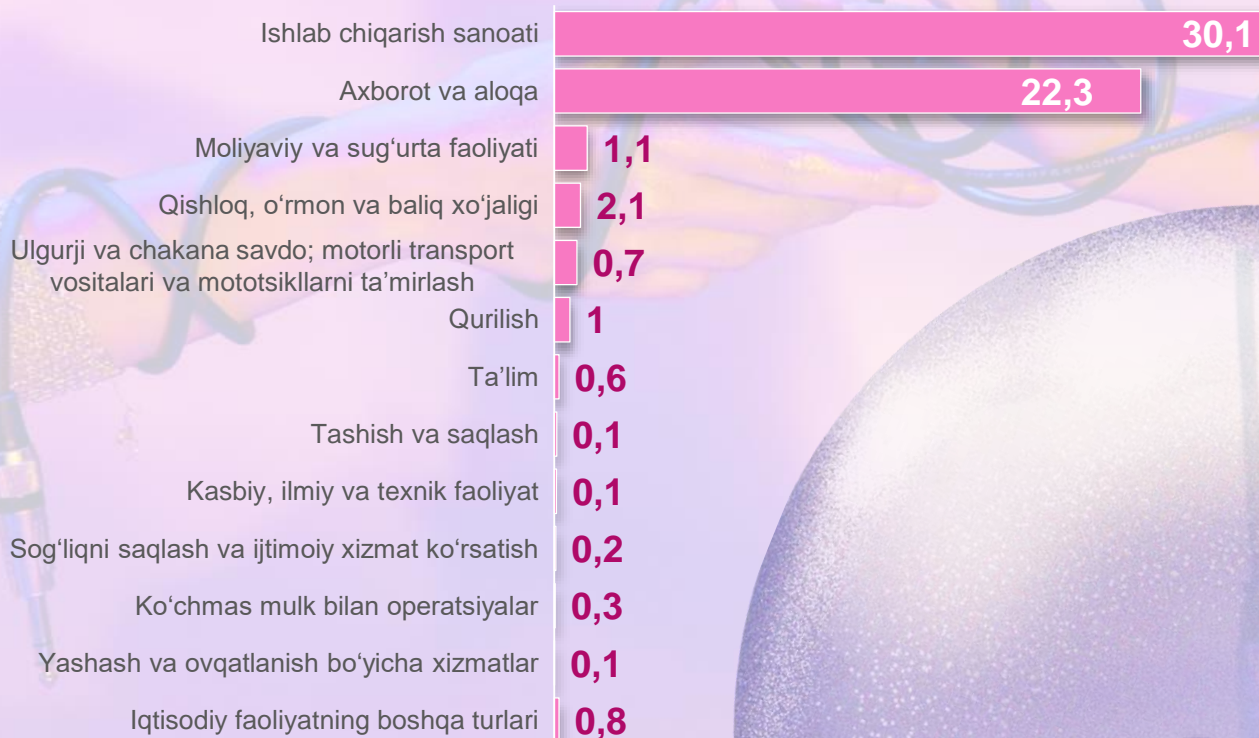 Ishlab chiqarish sanoati 30,1
Axborot va aloqa 22,3
Moliyaviy va sug‘urta faoliyati 1,1
Qishloq, o‘rmon va baliq xo‘jaligi 2,1
Ulgurji va chakana savdo; motorli transport
vositalari va mototsikllarni ta’mirlash 0,7
Qurilish 1
Ta’lim 0,6
Tashish va saqlash 0,1
Kasbiy, ilmiy va texnik faoliyat 0,1
Sog‘liqni saqlash va ijtimoiy xizmat ko‘rsatish 0,2
Ko‘chmas mulk bilan operatsiyalar 0,3
Yashash va ovqatlanish bo‘yicha xizmatlar 0,1
Iqtisodiy faoliyatning boshqa turlari 0,8